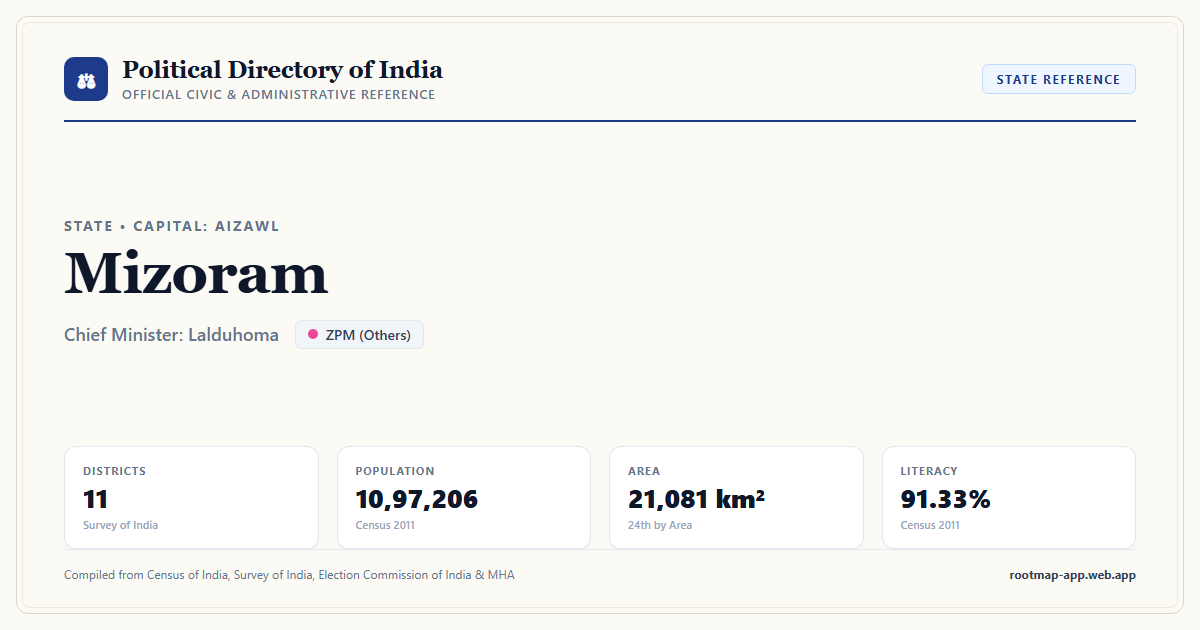 Political Directory of India
OFFICIAL CIVIC & ADMINISTRATIVE REFERENCE
STATE REFERENCE
STATE • CAPITAL: AIZAWL
Mizoram
Chief Minister: Lalduhoma
ZPM (Others)
DISTRICTS
11
Survey of India
POPULATION
10,97,206
Census 2011
AREA
21,081 km²
24th by Area
LITERACY
91.33%
Census 2011
Compiled from Census of India, Survey of India, Election Commission of India & MHA
rootmap-app.web.app